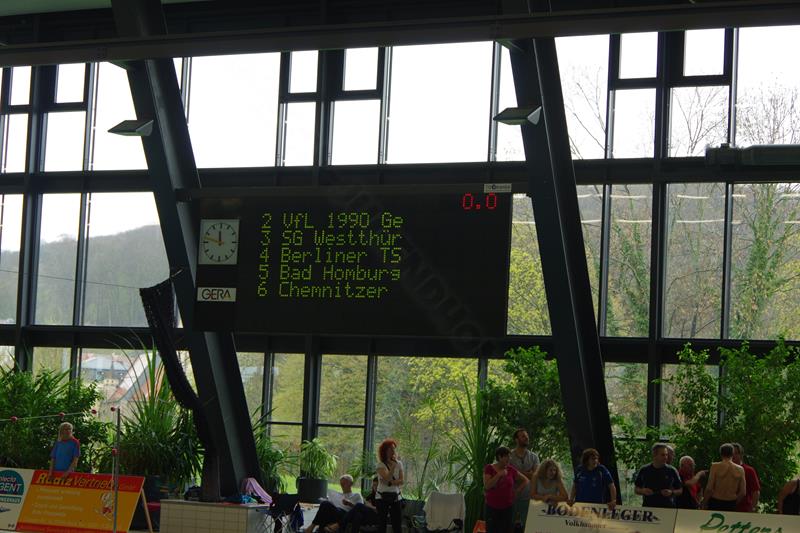 0.0
2 VfL 1990 Ge
3 SG Westthür
4 Berliner TS
5 Bad Homburg
6 Chemnitzer
GERA
BODENLEGER
Volkhammer